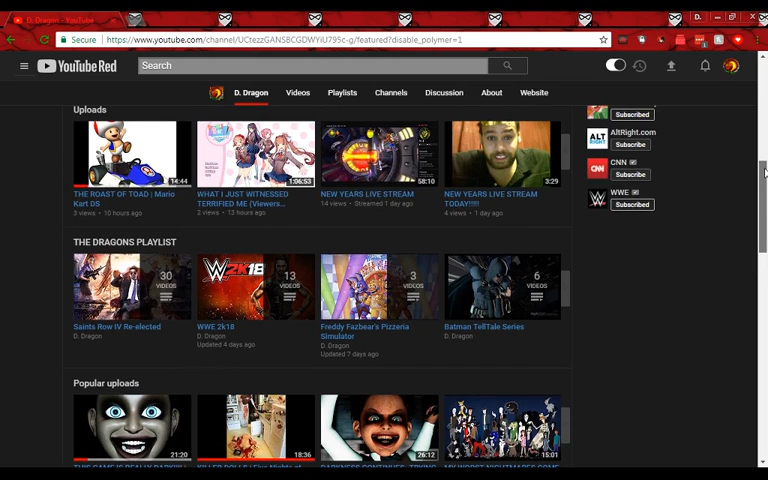 D. Dragon - YouTube
D.
Secure
https://www.youtube.com/channel/UCtezzGANS8CGDWYiU795c-g/featured?disable_polymer=1
YouTube Red
Search
D. Dragon Videos Playlists Channels Discussion About Website
Uploads
14:44
1:06:53
58:10
3:29
THE ROAST OF TOAD | Mario
Kart DS
3 views • 10 hours ago
WHAT I JUST WITNESSED
TERRIFIED ME (Viewers...
2 views • 13 hours ago
NEW YEARS LIVE STREAM
14 views • Streamed 1 day ago
NEW YEARS LIVE STREAM
TODAY!!!!!
4 views • 1 day ago
Subscribed
ALT
RIGHT
AltRight.com
Subscribe
CNN
CNN
Subscribe
WWE
Subscribed
THE DRAGONS PLAYLIST
30
VIDEOS
W2K18
13
VIDEOS
3
VIDEOS
6
VIDEOS
Saints Row IV Re-elected
D. Dragon
WWE 2k18
D. Dragon
Updated 4 days ago
Freddy Fazbear's Pizzeria
Simulator
D. Dragon
Updated 7 days ago
Batman TellTale Series
D. Dragon
Popular uploads
21:20
18:36
26:12
15:01